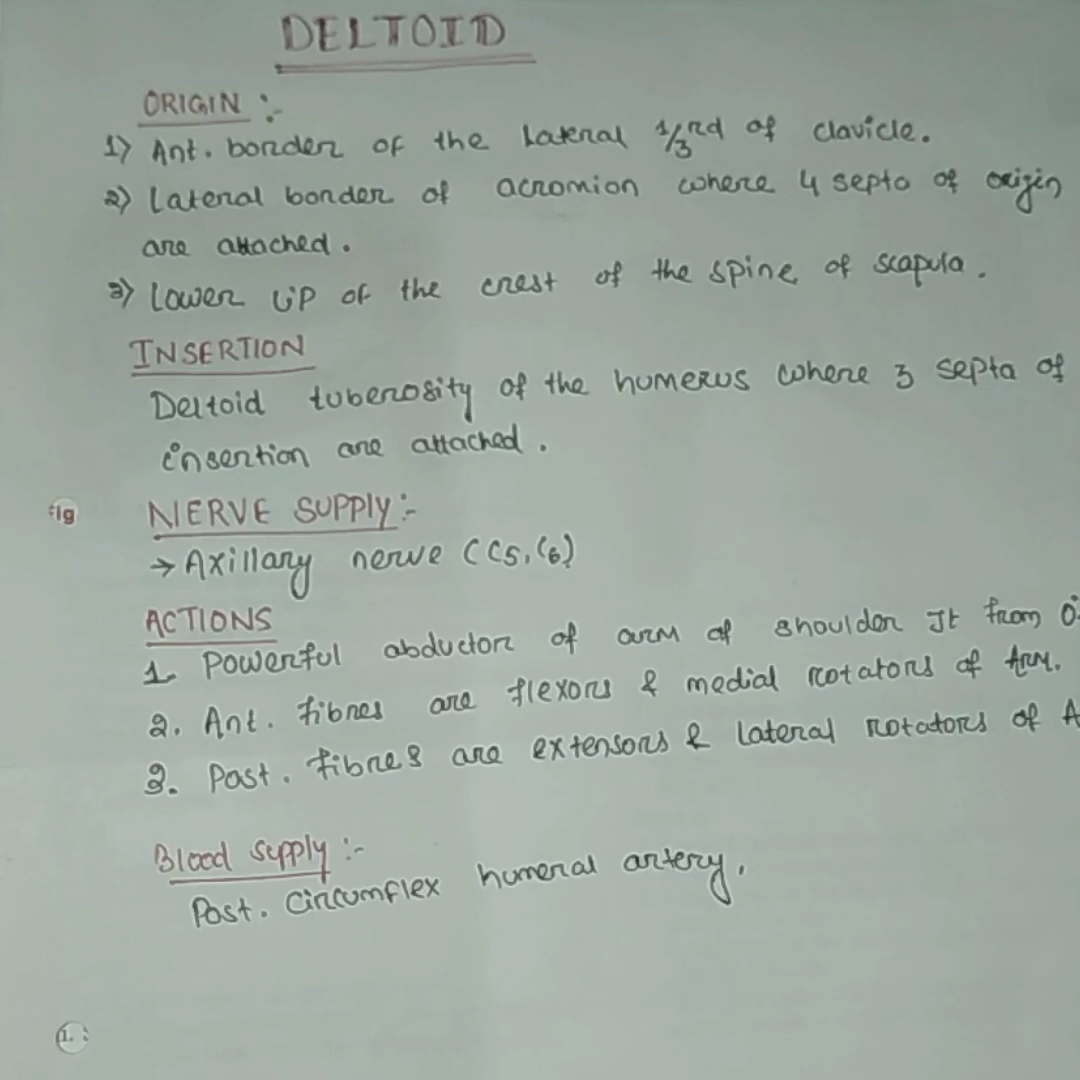 DELTOID
ORIGIN :-
1) Ant. border of the Lateral 1/3rd of clavicle.
2) Lateral border of acromion where 4 septa of origin
are attached.
3) Lower lip of the crest of the spine of scapula.
INSERTION
Deltoid tuberosity of the humerus where 3 septa of
insertion are attached.
fig
NERVE SUPPLY :-
→ Axillary nerve (C5, C6)
ACTIONS
1. Powerful abductor of arm of shoulder Jt from 0°
2. Ant. fibres are flexors & medial rotators of Arm.
3. Post. fibres are extensors & lateral rotators of A
Blood supply :-
Post. Circumflex humeral artery.
1. :